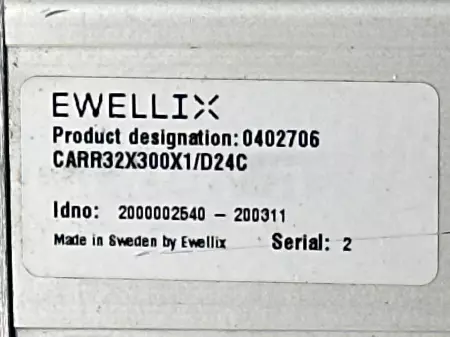 EWELLIX
Product designation: 0402706
CARR32X300X1/D24C
Idno: 2000002540 - 200311
Made in Sweden by Ewellix Serial: 2